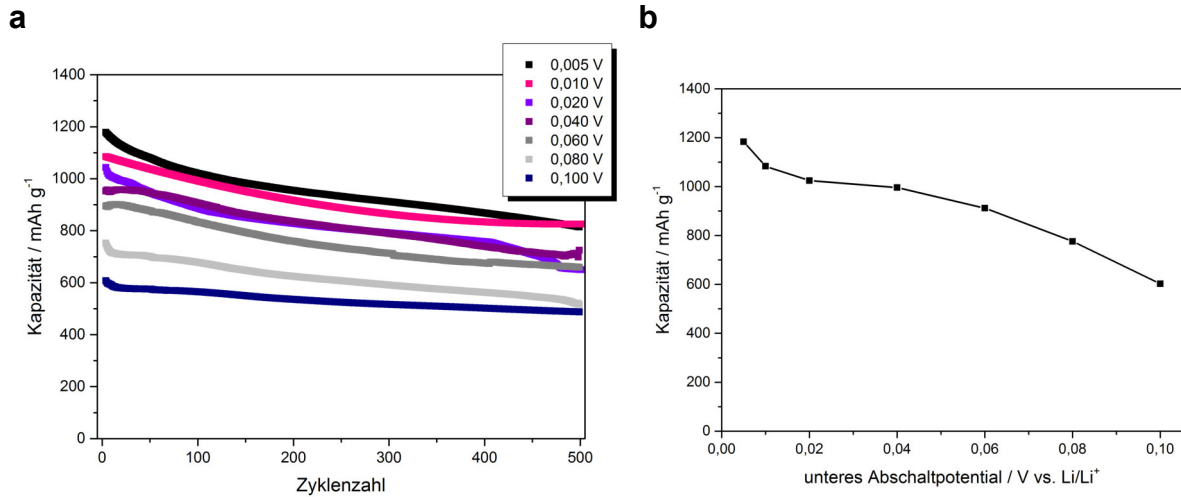 a
0,005 V
0,010 V
0,020 V
0,040 V
0,060 V
0,080 V
0,100 V
1400
1200
1000
800
600
400
200
0
Kapazität / mAh g⁻¹
0 100 200 300 400 500
Zyklenzahl
b
1400
1200
1000
800
600
400
200
0
Kapazität / mAh g⁻¹
0,00 0,02 0,04 0,06 0,08 0,10
unteres Abschaltpotential / V vs. Li/Li⁺